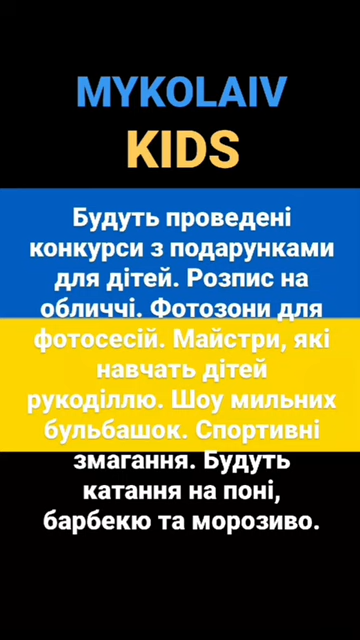 MYKOLAIV
KIDS
Будуть проведені
конкурси з подарунками
для дітей. Розпис на
обличчі. Фотозони для
фотосесій. Майстри, які
навчать дітей
рукоділлю. Шоу мильних
бульбашок. Спортивні
змагання. Будуть
катання на поні,
барбекю та морозиво.